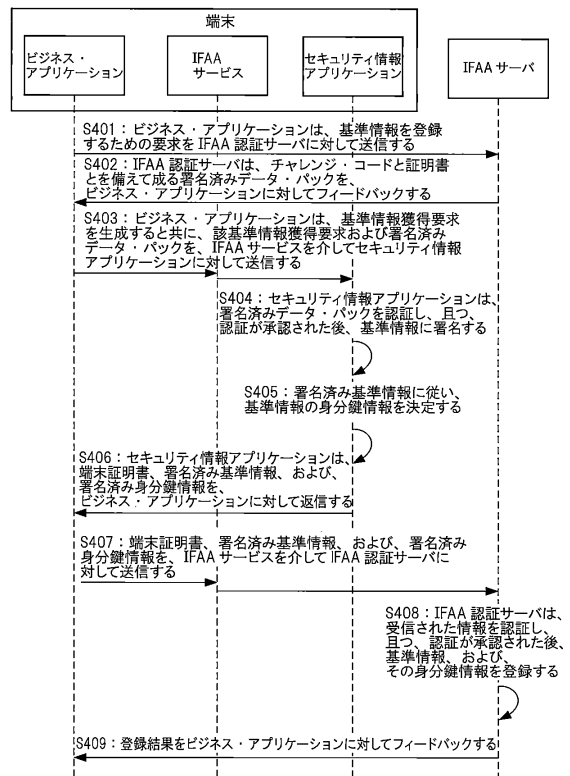 端末
ビジネス・
アプリケーション
IFAA
サービス
セキュリティ情報
アプリケーション
IFAA サーバ
S401：ビジネス・アプリケーションは、基準情報を登録
するための要求をIFAA 認証サーバに対して送信する
S402：IFAA 認証サーバは、チャレンジ・コードと証明書
とを備えて成る署名済みデータ・パックを、
ビジネス・アプリケーションに対してフィードバックする
S403：ビジネス・アプリケーションは、基準情報獲得要求
を生成すると共に、該基準情報獲得要求および署名済み
データ・パックを、IFAA サービスを介してセキュリティ情報
アプリケーションに対して送信する
S404：セキュリティ情報アプリケーションは、
署名済みデータ・パックを認証し、且つ、
認証が承認された後、基準情報に署名する
S405：署名済み基準情報に従い、
基準情報の身分鍵情報を決定する
S406：セキュリティ情報アプリケーションは、
端末証明書、署名済み基準情報、および、
署名済み身分鍵情報を、
ビジネス・アプリケーションに対して返信する
S407：端末証明書、署名済み基準情報、および、署名済み
身分鍵情報を、IFAA サービスを介して IFAA 認証サーバに
対して送信する
S408：IFAA 認証サーバは、
受信された情報を認証し、
且つ、認証が承認された後、
基準情報、および、
その身分鍵情報を登録する
S409：登録結果をビジネス・アプリケーションに対してフィードバックする